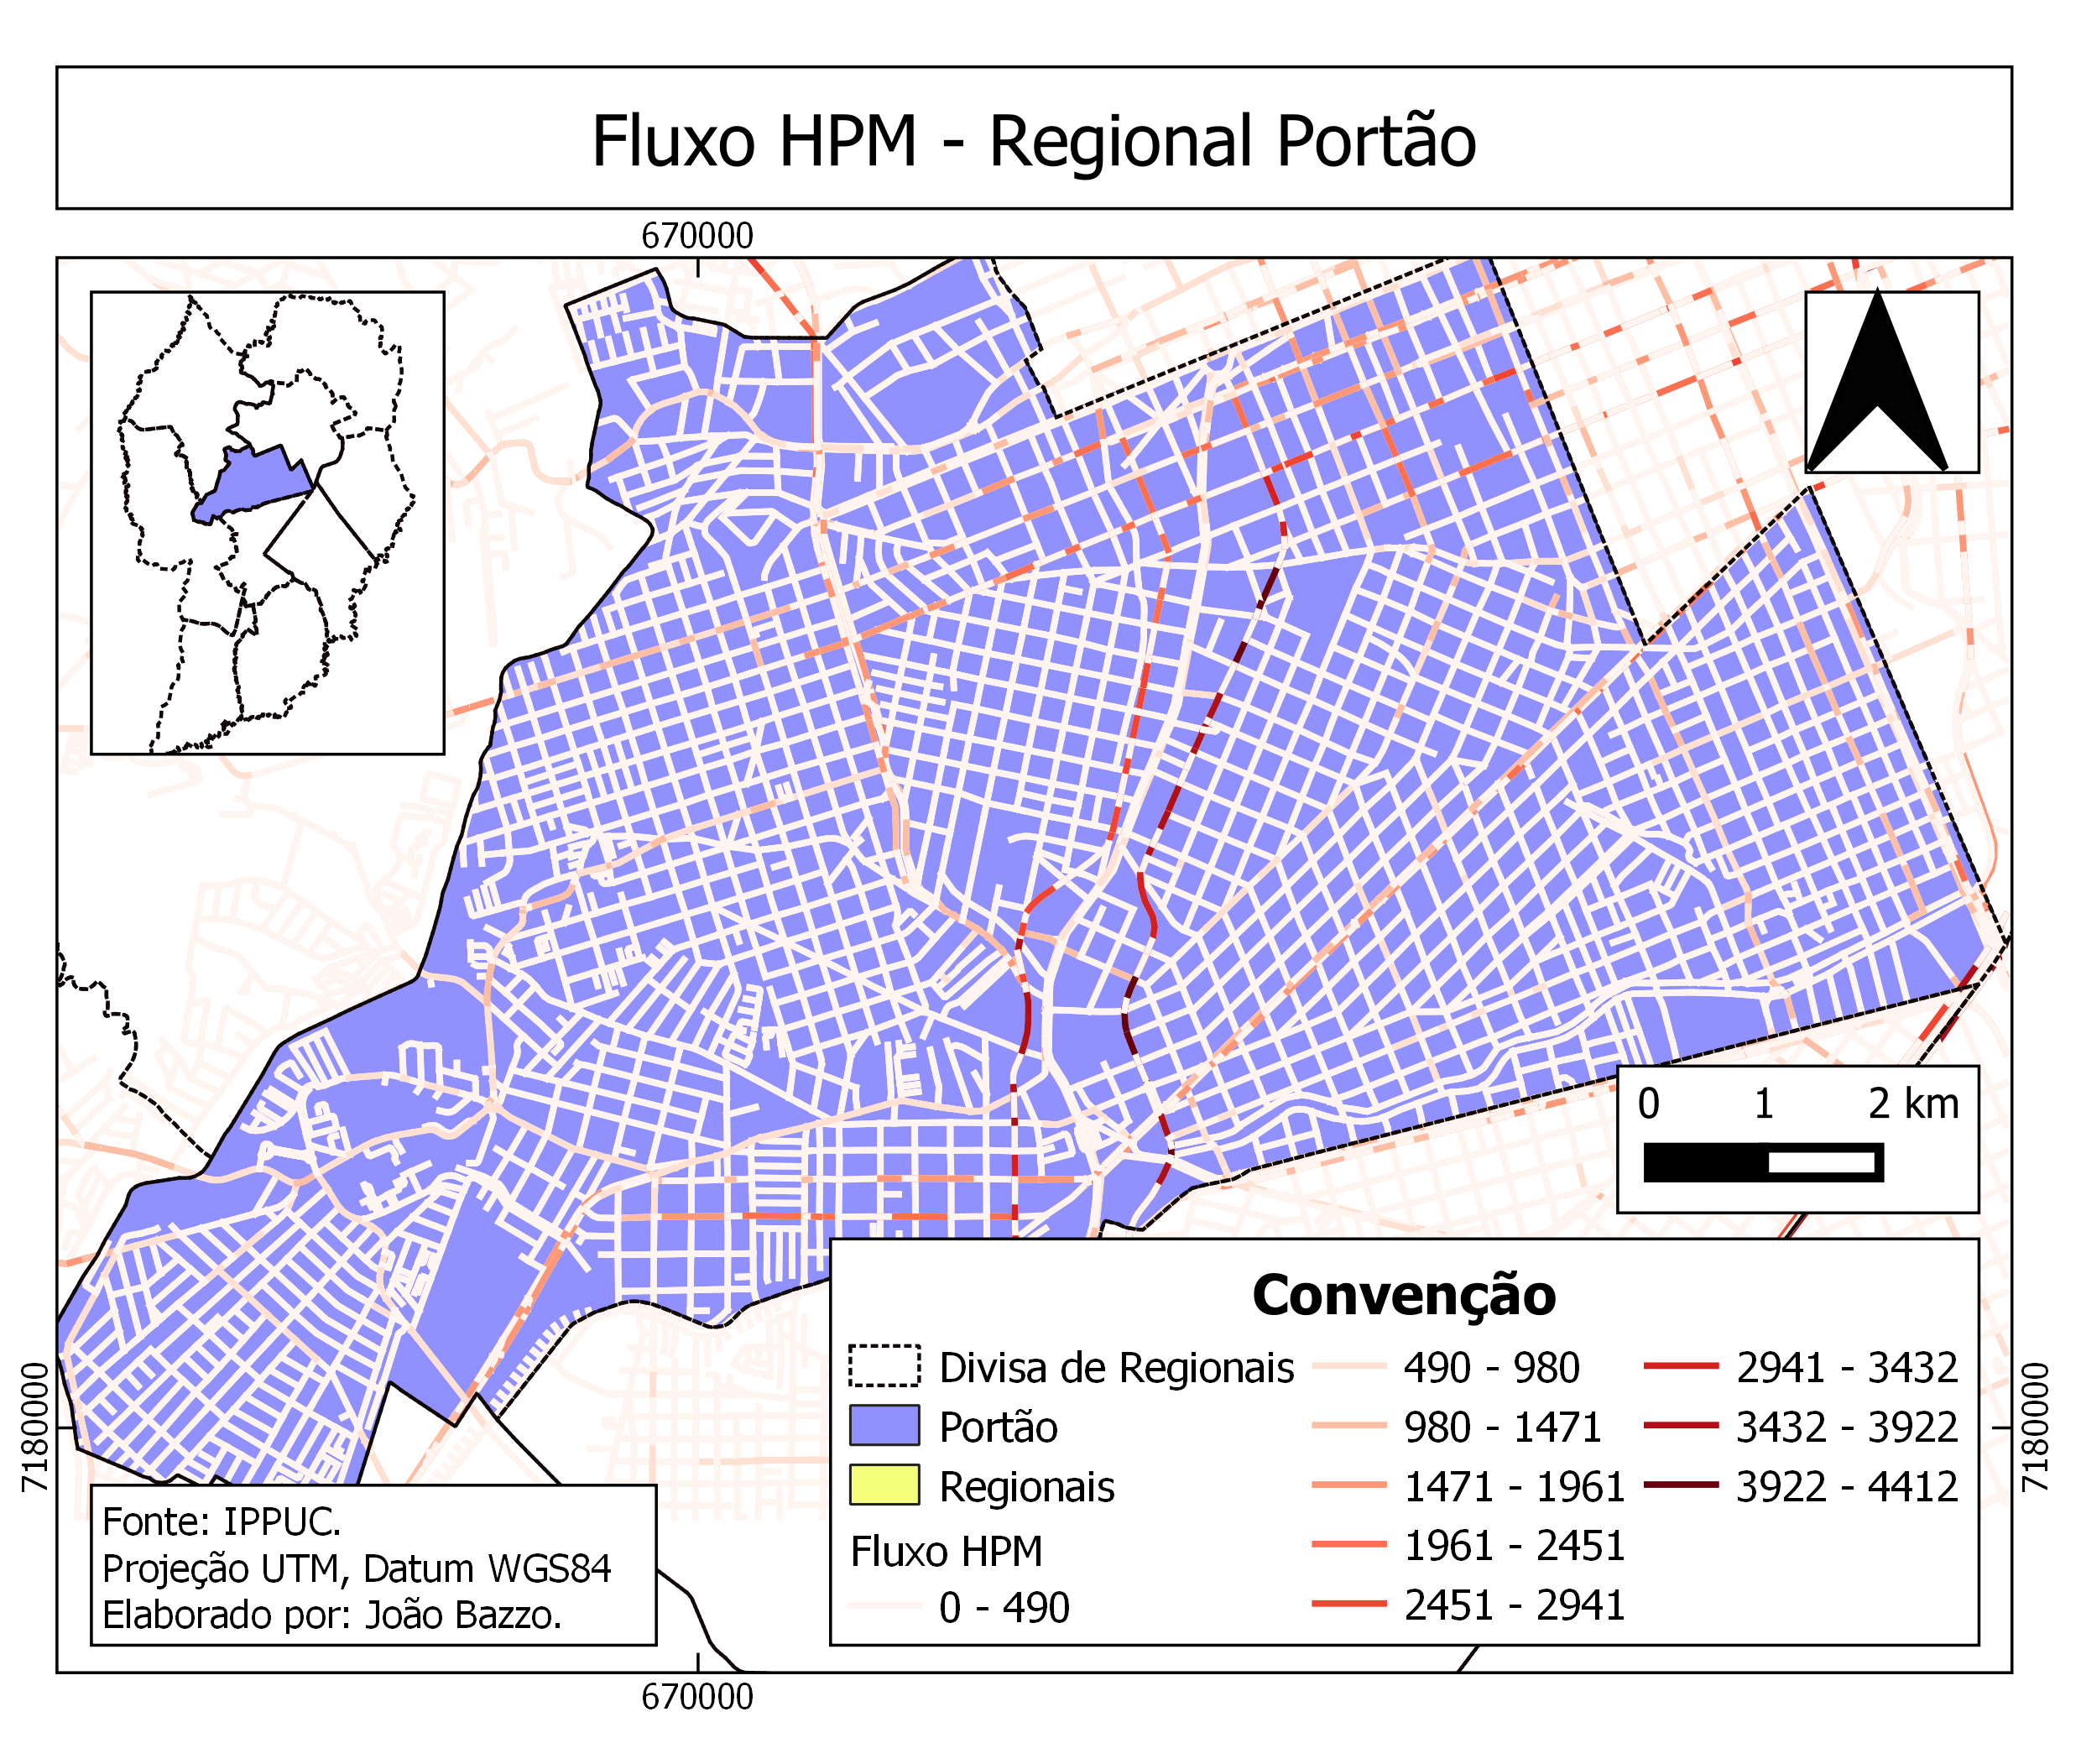 Fluxo HPM - Regional Portão
670000
0 1 2 km
7180000
7180000
Convenção
Divisa de Regionais
Portão
Regionais
Fluxo HPM
0 - 490
490 - 980
980 - 1471
1471 - 1961
1961 - 2451
2451 - 2941
2941 - 3432
3432 - 3922
3922 - 4412
Fonte: IPPUC.
Projeção UTM, Datum WGS84
Elaborado por: João Bazzo.
670000